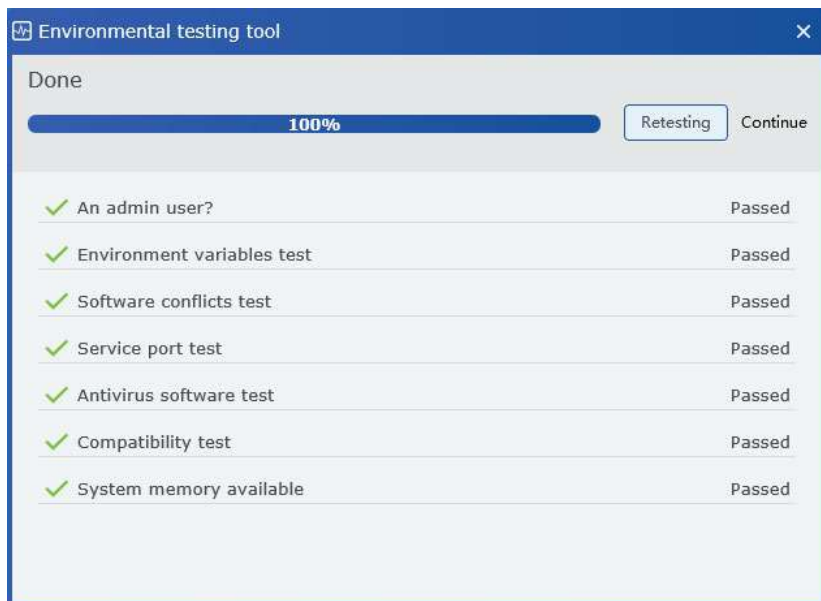 Environmental testing tool
Done
100% Retesting Continue
An admin user? Passed
Environment variables test Passed
Software conflicts test Passed
Service port test Passed
Antivirus software test Passed
Compatibility test Passed
System memory available Passed